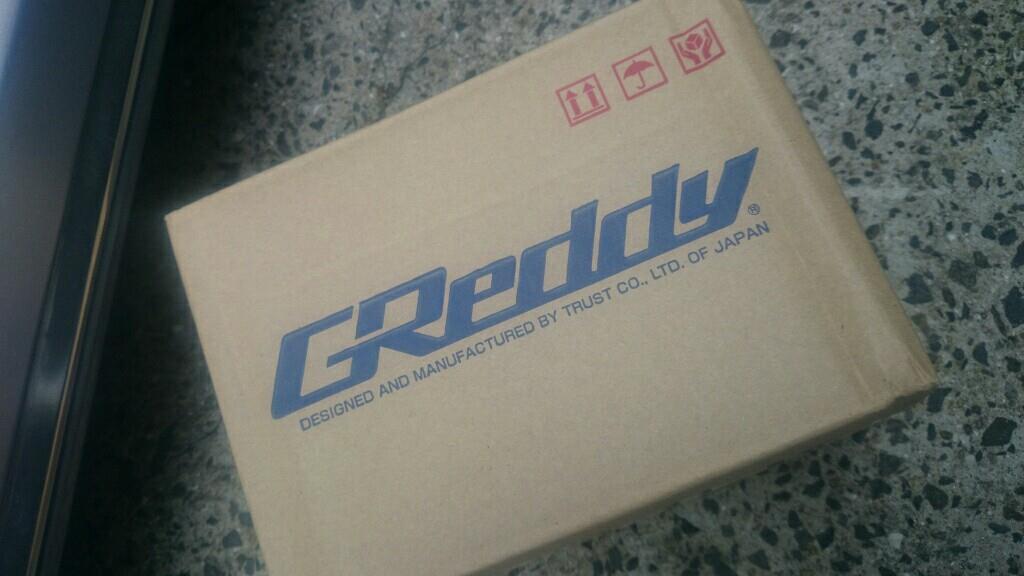 GReddy®
DESIGNED AND MANUFACTURED BY TRUST CO., LTD. OF JAPAN